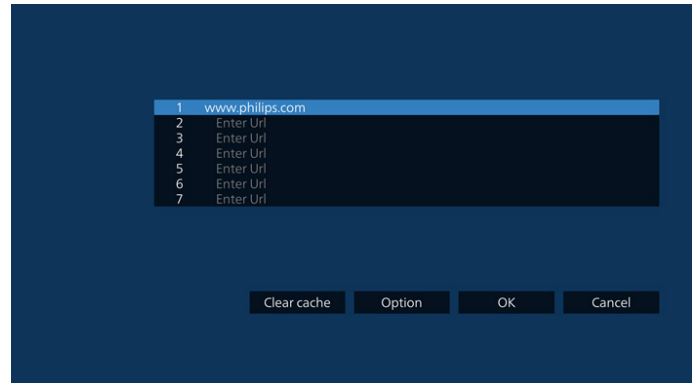 1 www.philips.com
2 Enter Url
3 Enter Url
4 Enter Url
5 Enter Url
6 Enter Url
7 Enter Url
Clear cache Option OK Cancel